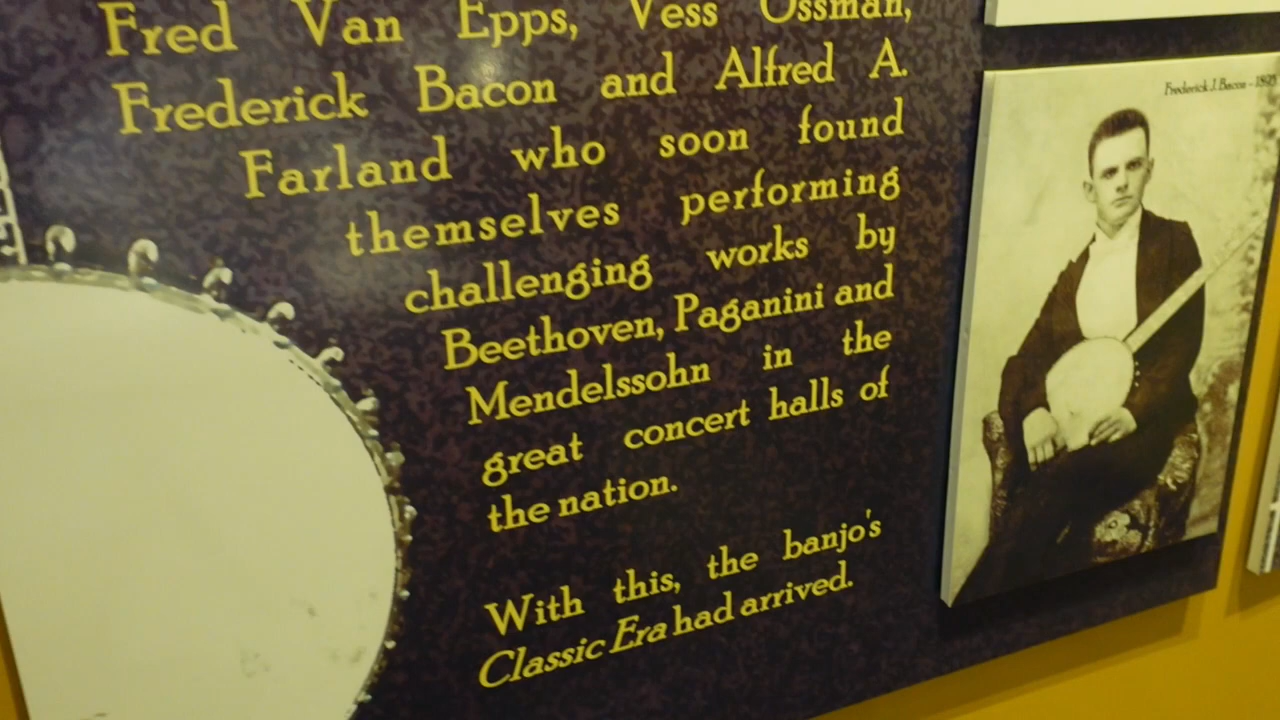 Fred Van Epps, Vess Ossman,
Frederick Bacon and Alfred A.
Farland who soon found
themselves performing
challenging works by
Beethoven, Paganini and
Mendelssohn in the
great concert halls of
the nation.
With this, the banjo's
Classic Era had arrived.
Frederick J. Bacon -